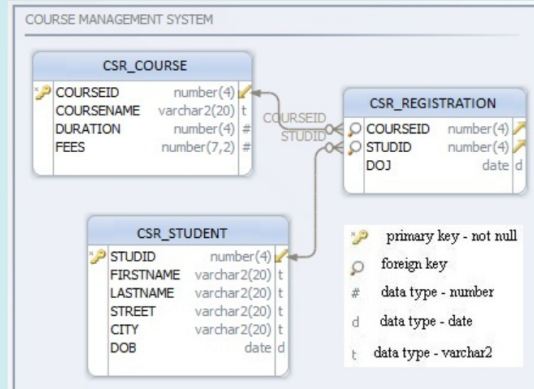 COURSE MANAGEMENT SYSTEM
CSR_COURSE
COURSEID number(4)
COURSENAME varchar2(20) t
DURATION number(4) #
FEES number(7,2) #
COURSEID
STUDID
CSR_REGISTRATION
COURSEID number(4)
STUDID number(4)
DOJ date d
CSR_STUDENT
STUDID number(4)
FIRSTNAME varchar2(20) t
LASTNAME varchar2(20) t
STREET varchar2(20) t
CITY varchar2(20) t
DOB date d
primary key - not null
foreign key
# data type - number
d data type - date
t data type - varchar2